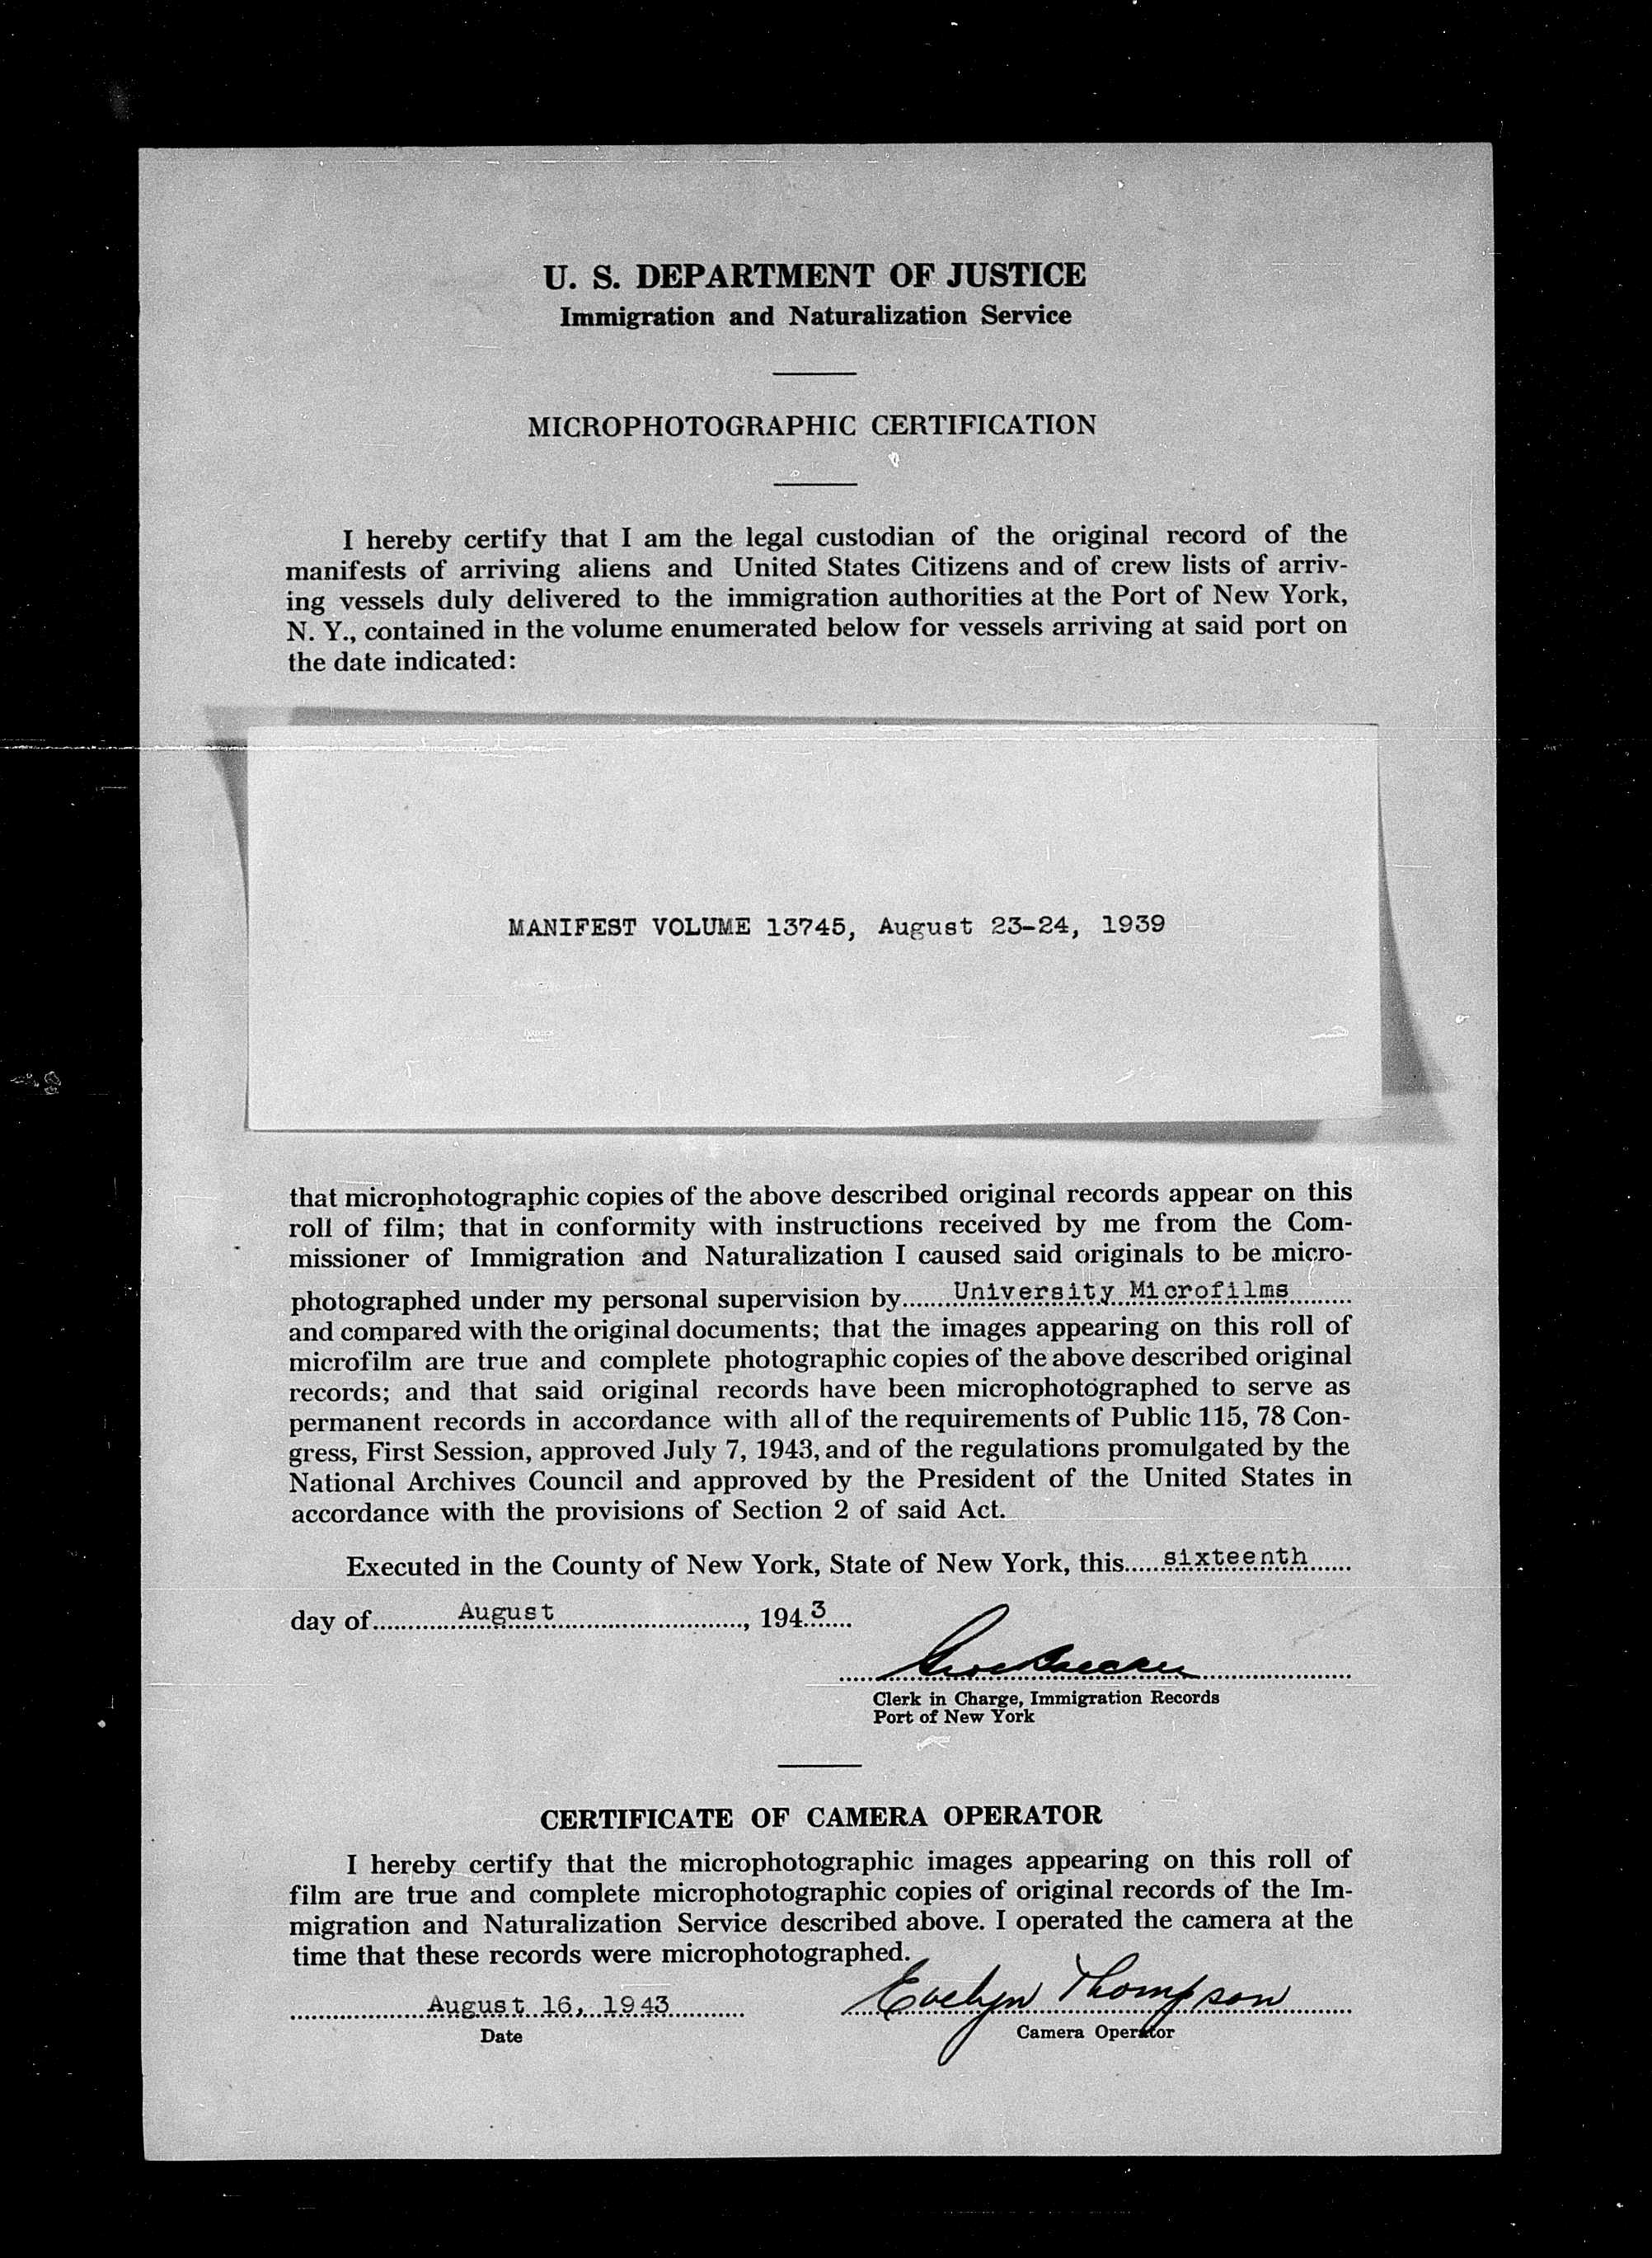 U. S. DEPARTMENT OF JUSTICE
Immigration and Naturalization Service
MICROPHOTOGRAPHIC CERTIFICATION
I hereby certify that I am the legal custodian of the original record of the
manifests of arriving aliens and United States Citizens and of crew lists of arriv-
ing vessels duly delivered to the immigration authorities at the Port of New York,
N. Y., contained in the volume enumerated below for vessels arriving at said port on
the date indicated:
MANIFEST VOLUME 13745, August 23-24, 1939
that microphotographic copies of the above described original records appear on this
roll of film; that in conformity with instructions received by me from the Com-
missioner of Immigration and Naturalization I caused said originals to be micro-
photographed under my personal supervision by University Microfilms
and compared with the original documents; that the images appearing on this roll of
microfilm are true and complete photographic copies of the above described original
records; and that said original records have been microphotographed to serve as
permanent records in accordance with all of the requirements of Public 115, 78 Con-
gress, First Session, approved July 7, 1943, and of the regulations promulgated by the
National Archives Council and approved by the President of the United States in
accordance with the provisions of Section 2 of said Act.
Executed in the County of New York, State of New York, this sixteenth
day of August, 1943
Clerk in Charge, Immigration Records
Port of New York
CERTIFICATE OF CAMERA OPERATOR
I hereby certify that the microphotographic images appearing on this roll of
film are true and complete microphotographic copies of original records of the Im-
migration and Naturalization Service described above. I operated the camera at the
time that these records were microphotographed.
August 16, 1943 Evelyn Thompson
Date Camera Operator